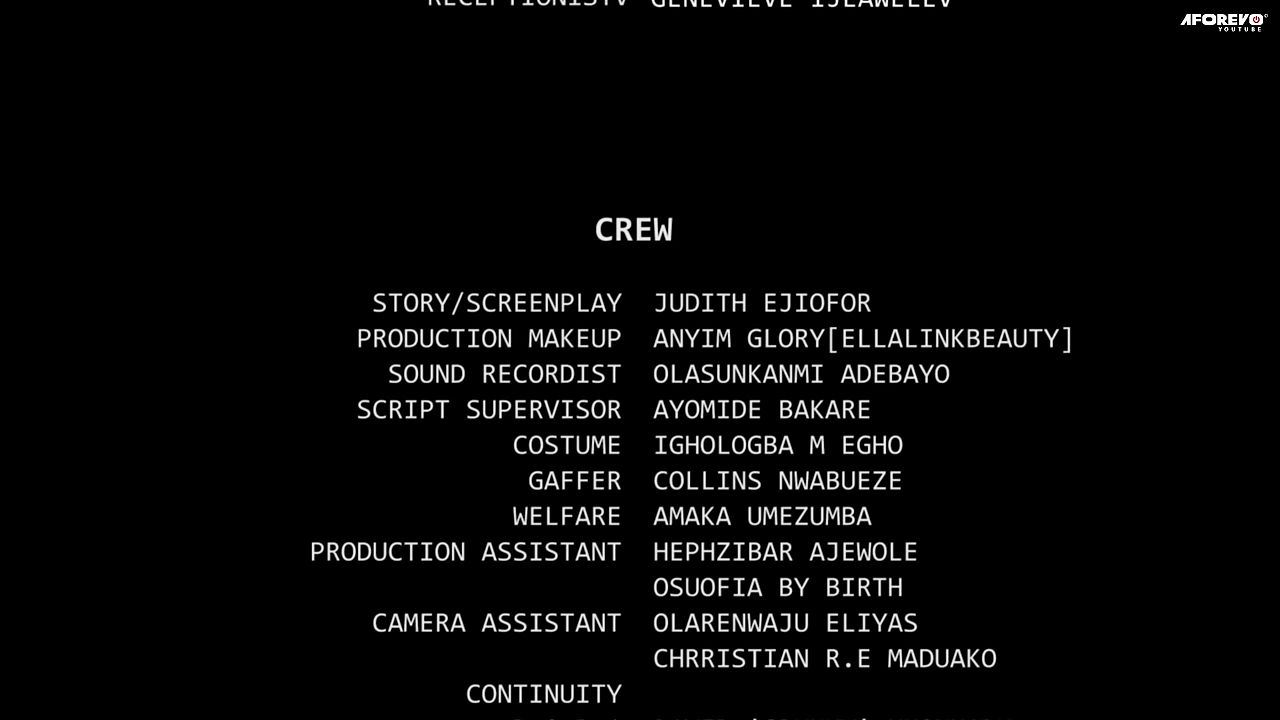 AFOREVO
YOUTUBE
CREW
STORY/SCREENPLAY JUDITH EJIOFOR
PRODUCTION MAKEUP ANYIM GLORY[ELLALINKBEAUTY]
SOUND RECORDIST OLASUNKANMI ADEBAYO
SCRIPT SUPERVISOR AYOMIDE BAKARE
COSTUME IGHOLOGBA M EGHO
GAFFER COLLINS NWABUEZE
WELFARE AMAKA UMEZUMBA
PRODUCTION ASSISTANT HEPHZIBAR AJEWOLE
OSUOFIA BY BIRTH
CAMERA ASSISTANT OLARENWAJU ELIYAS
CHRRISTIAN R.E MADUAKO
CONTINUITY